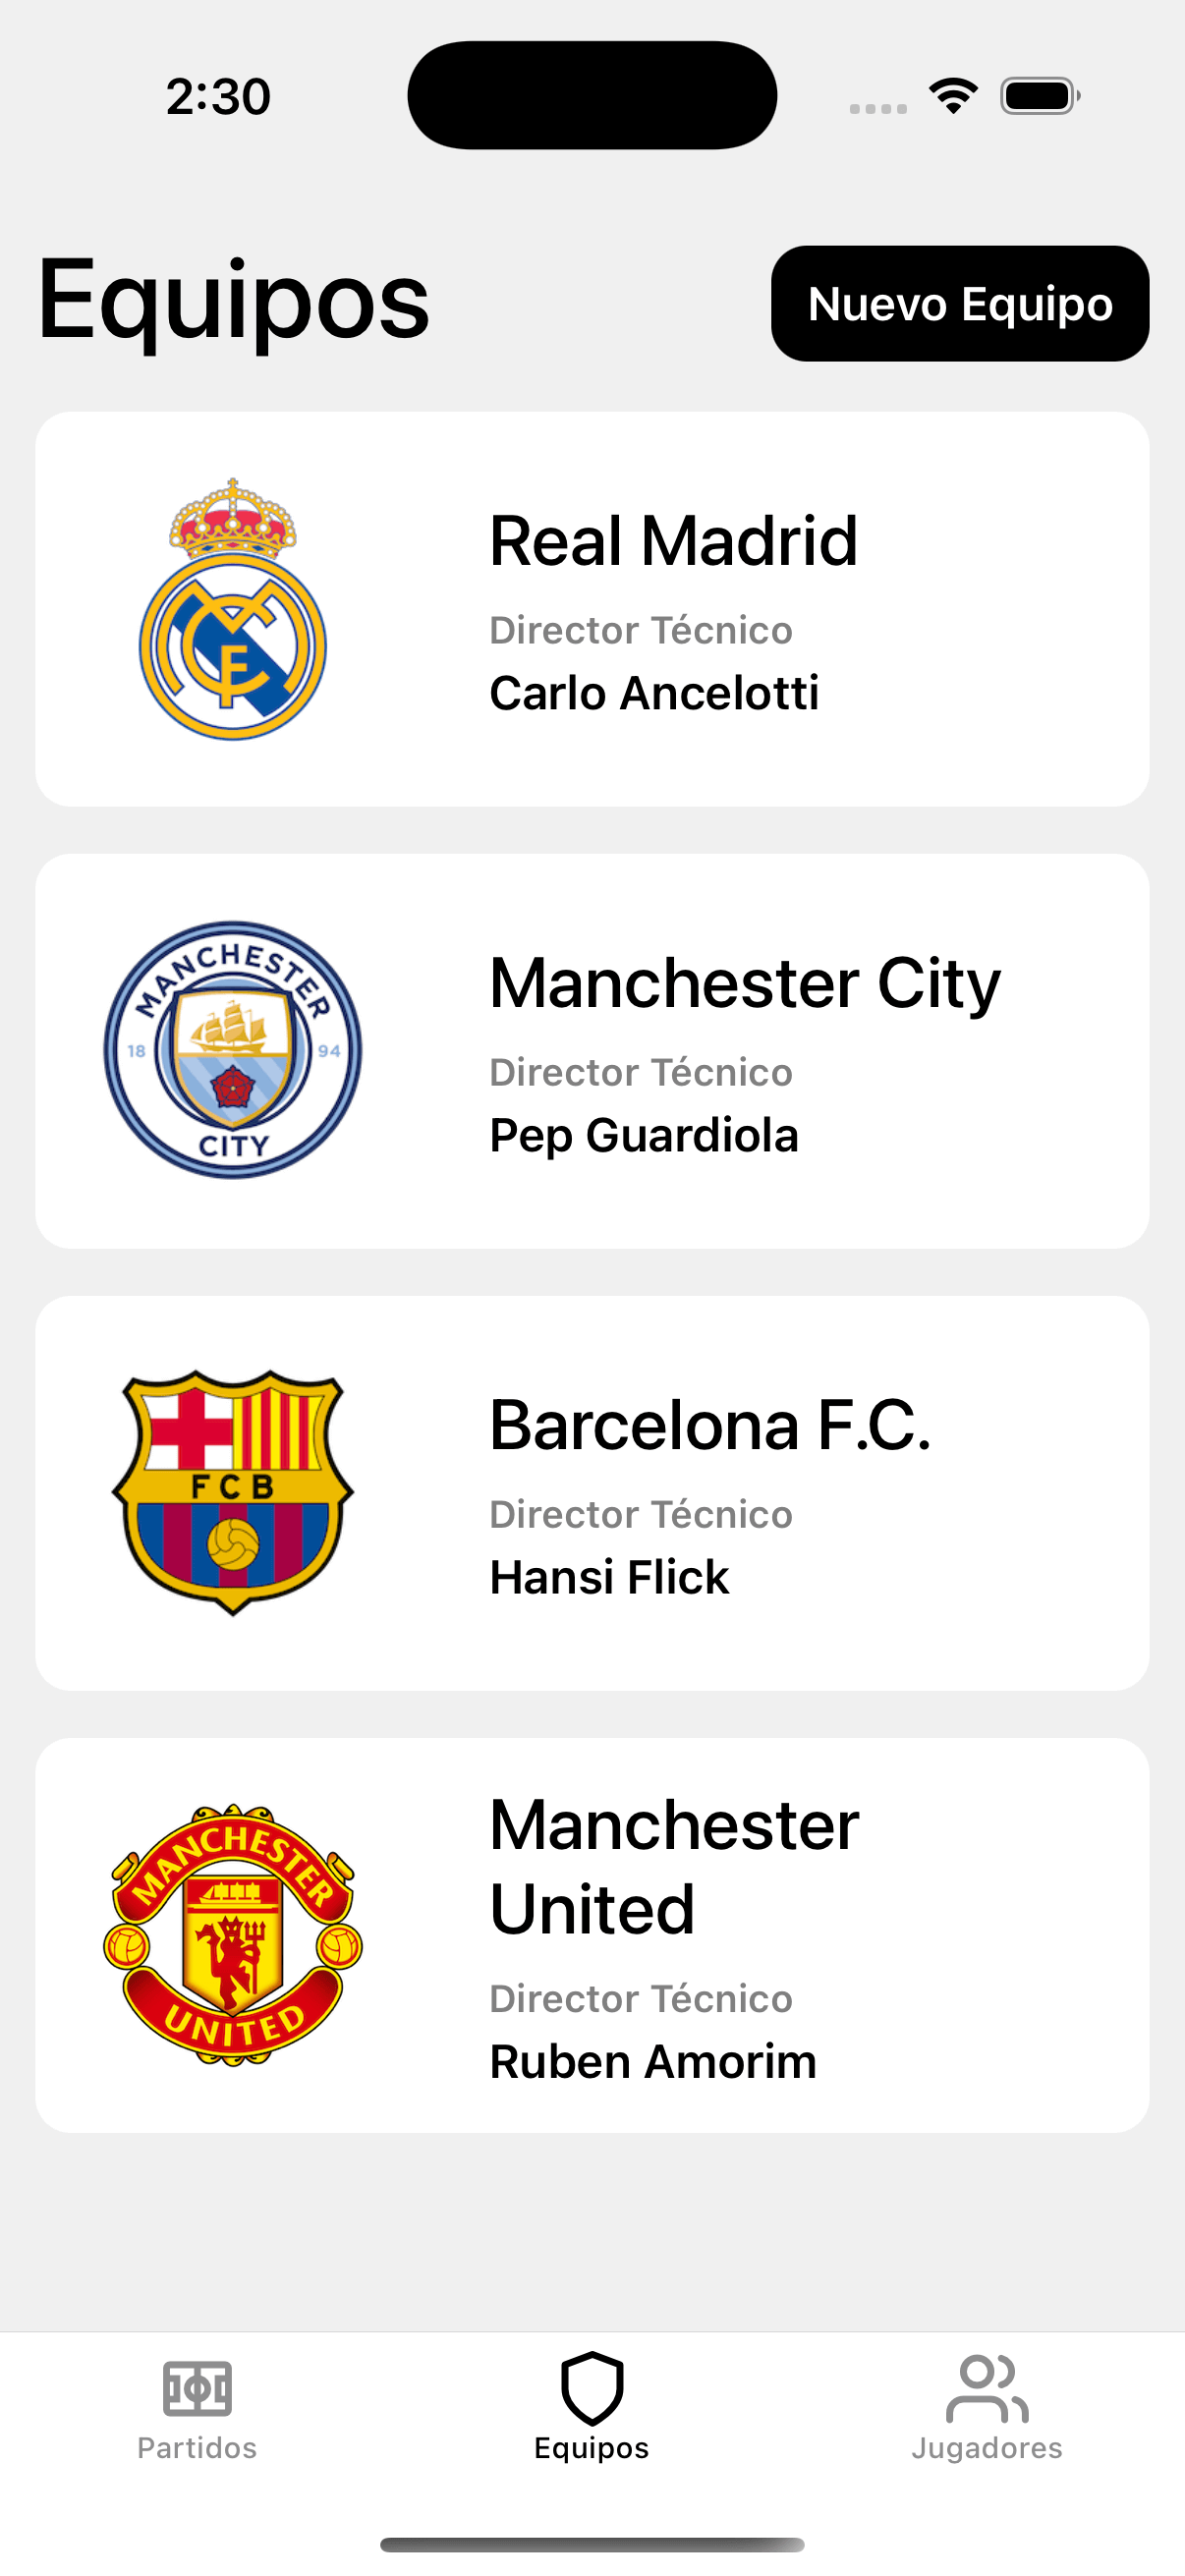 2:30
Equipos
Nuevo Equipo
Real Madrid
Director Técnico
Carlo Ancelotti
MANCHESTER
18 94
CITY
Manchester City
Director Técnico
Pep Guardiola
F C B
Barcelona F.C.
Director Técnico
Hansi Flick
MANCHESTER
UNITED
Manchester
United
Director Técnico
Ruben Amorim
Partidos
Equipos
Jugadores